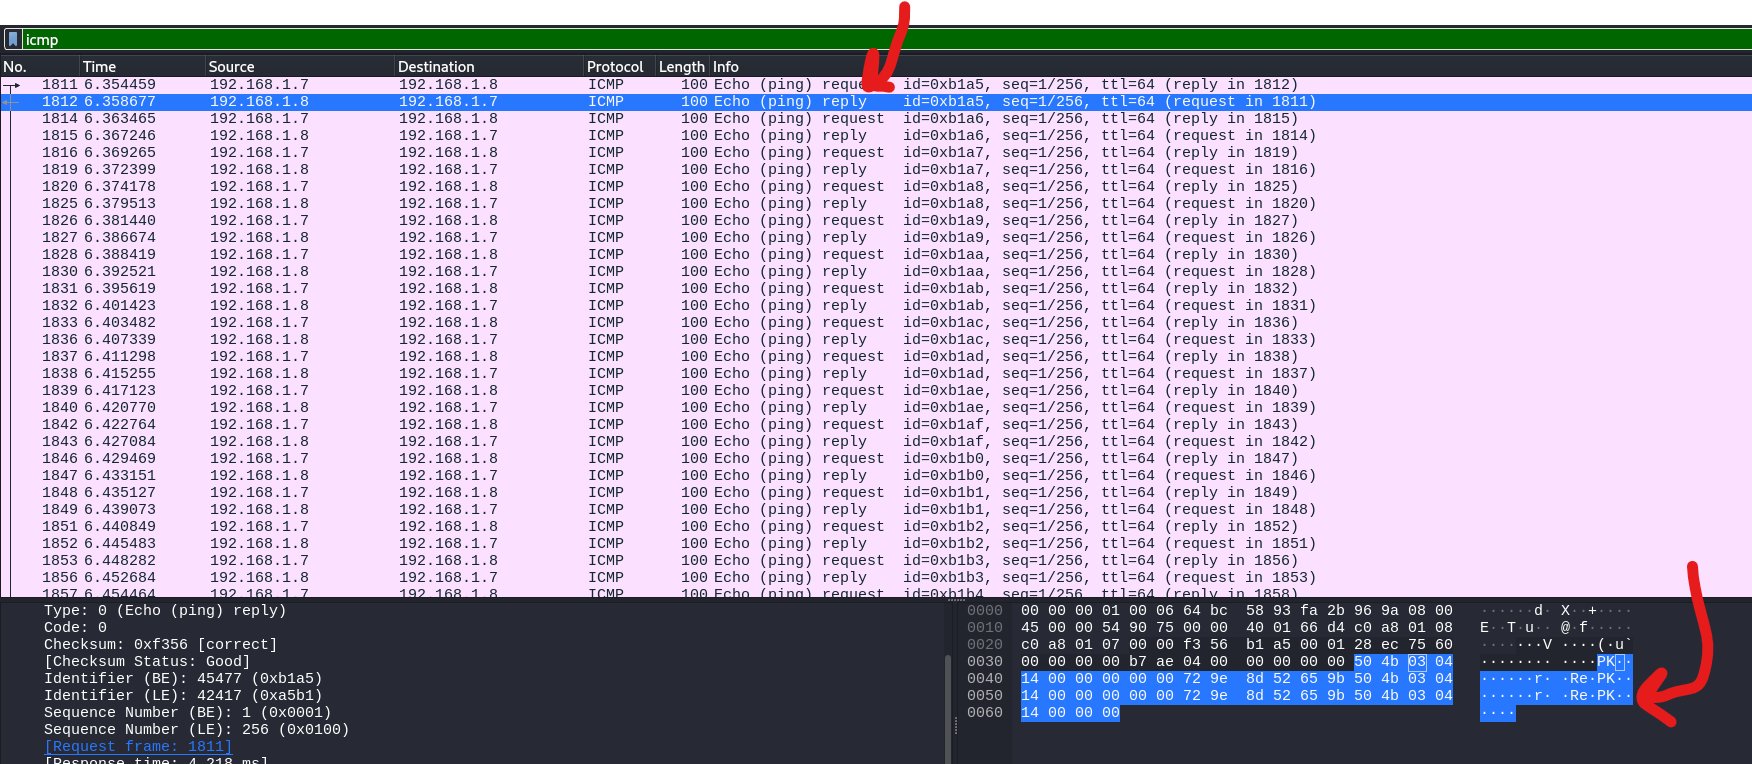 icmp
No. Time Source Destination Protocol Length Info
1811 6.354459 192.168.1.7 192.168.1.8 ICMP 100 Echo (ping) request id=0xb1a5, seq=1/256, ttl=64 (reply in 1812)
1812 6.358677 192.168.1.8 192.168.1.7 ICMP 100 Echo (ping) reply id=0xb1a5, seq=1/256, ttl=64 (request in 1811)
1814 6.363465 192.168.1.7 192.168.1.8 ICMP 100 Echo (ping) request id=0xb1a6, seq=1/256, ttl=64 (reply in 1815)
1815 6.367246 192.168.1.8 192.168.1.7 ICMP 100 Echo (ping) reply id=0xb1a6, seq=1/256, ttl=64 (request in 1814)
1816 6.369265 192.168.1.7 192.168.1.8 ICMP 100 Echo (ping) request id=0xb1a7, seq=1/256, ttl=64 (reply in 1819)
1819 6.372399 192.168.1.8 192.168.1.7 ICMP 100 Echo (ping) reply id=0xb1a7, seq=1/256, ttl=64 (request in 1816)
1820 6.374178 192.168.1.7 192.168.1.8 ICMP 100 Echo (ping) request id=0xb1a8, seq=1/256, ttl=64 (reply in 1825)
1825 6.379513 192.168.1.8 192.168.1.7 ICMP 100 Echo (ping) reply id=0xb1a8, seq=1/256, ttl=64 (request in 1820)
1826 6.381440 192.168.1.7 192.168.1.8 ICMP 100 Echo (ping) request id=0xb1a9, seq=1/256, ttl=64 (reply in 1827)
1827 6.386674 192.168.1.8 192.168.1.7 ICMP 100 Echo (ping) reply id=0xb1a9, seq=1/256, ttl=64 (request in 1826)
1828 6.388419 192.168.1.7 192.168.1.8 ICMP 100 Echo (ping) request id=0xb1aa, seq=1/256, ttl=64 (reply in 1830)
1830 6.392521 192.168.1.8 192.168.1.7 ICMP 100 Echo (ping) reply id=0xb1aa, seq=1/256, ttl=64 (request in 1828)
1831 6.395619 192.168.1.7 192.168.1.8 ICMP 100 Echo (ping) request id=0xb1ab, seq=1/256, ttl=64 (reply in 1832)
1832 6.401423 192.168.1.8 192.168.1.7 ICMP 100 Echo (ping) reply id=0xb1ab, seq=1/256, ttl=64 (request in 1831)
1833 6.403482 192.168.1.7 192.168.1.8 ICMP 100 Echo (ping) request id=0xb1ac, seq=1/256, ttl=64 (reply in 1836)
1836 6.407339 192.168.1.8 192.168.1.7 ICMP 100 Echo (ping) reply id=0xb1ac, seq=1/256, ttl=64 (request in 1833)
1837 6.411298 192.168.1.7 192.168.1.8 ICMP 100 Echo (ping) request id=0xb1ad, seq=1/256, ttl=64 (reply in 1838)
1838 6.415255 192.168.1.8 192.168.1.7 ICMP 100 Echo (ping) reply id=0xb1ad, seq=1/256, ttl=64 (request in 1837)
1839 6.417123 192.168.1.7 192.168.1.8 ICMP 100 Echo (ping) request id=0xb1ae, seq=1/256, ttl=64 (reply in 1840)
1840 6.420770 192.168.1.8 192.168.1.7 ICMP 100 Echo (ping) reply id=0xb1ae, seq=1/256, ttl=64 (request in 1839)
1842 6.422764 192.168.1.7 192.168.1.8 ICMP 100 Echo (ping) request id=0xb1af, seq=1/256, ttl=64 (reply in 1843)
1843 6.427084 192.168.1.8 192.168.1.7 ICMP 100 Echo (ping) reply id=0xb1af, seq=1/256, ttl=64 (request in 1842)
1846 6.429469 192.168.1.7 192.168.1.8 ICMP 100 Echo (ping) request id=0xb1b0, seq=1/256, ttl=64 (reply in 1847)
1847 6.433151 192.168.1.8 192.168.1.7 ICMP 100 Echo (ping) reply id=0xb1b0, seq=1/256, ttl=64 (request in 1846)
1848 6.435127 192.168.1.7 192.168.1.8 ICMP 100 Echo (ping) request id=0xb1b1, seq=1/256, ttl=64 (reply in 1849)
1849 6.439073 192.168.1.8 192.168.1.7 ICMP 100 Echo (ping) reply id=0xb1b1, seq=1/256, ttl=64 (request in 1848)
1851 6.440849 192.168.1.7 192.168.1.8 ICMP 100 Echo (ping) request id=0xb1b2, seq=1/256, ttl=64 (reply in 1852)
1852 6.445483 192.168.1.8 192.168.1.7 ICMP 100 Echo (ping) reply id=0xb1b2, seq=1/256, ttl=64 (request in 1851)
1853 6.448282 192.168.1.7 192.168.1.8 ICMP 100 Echo (ping) request id=0xb1b3, seq=1/256, ttl=64 (reply in 1856)
1856 6.452684 192.168.1.8 192.168.1.7 ICMP 100 Echo (ping) reply id=0xb1b3, seq=1/256, ttl=64 (request in 1853)
1857 6.454464 192.168.1.7 192.168.1.8 ICMP 100 Echo (ping) request id=0xb1b4, seq=1/256, ttl=64 (reply in 1858)
Type: 0 (Echo (ping) reply)
Code: 0
Checksum: 0xf356 [correct]
[Checksum Status: Good]
Identifier (BE): 45477 (0xb1a5)
Identifier (LE): 42417 (0xa5b1)
Sequence Number (BE): 1 (0x0001)
Sequence Number (LE): 256 (0x0100)
[Request frame: 1811]
[Response time: 4.218 ms]
0000 00 00 00 01 00 06 64 bc 58 93 fa 2b 96 9a 08 00 ······d· X··+····
0010 45 00 00 54 90 75 00 00 40 01 66 d4 c0 a8 01 08 E··T·u·· @·f·····
0020 c0 a8 01 07 00 00 f3 56 b1 a5 00 01 28 ec 75 60 ·······V ····(·u`
0030 00 00 00 00 b7 ae 04 00 00 00 00 00 50 4b 03 04 ········ ····PK··
0040 14 00 00 00 00 00 72 9e 8d 52 65 9b 50 4b 03 04 ······r· ·Re·PK··
0050 14 00 00 00 00 00 72 9e 8d 52 65 9b 50 4b 03 04 ······r· ·Re·PK··
0060 14 00 00 00 ····